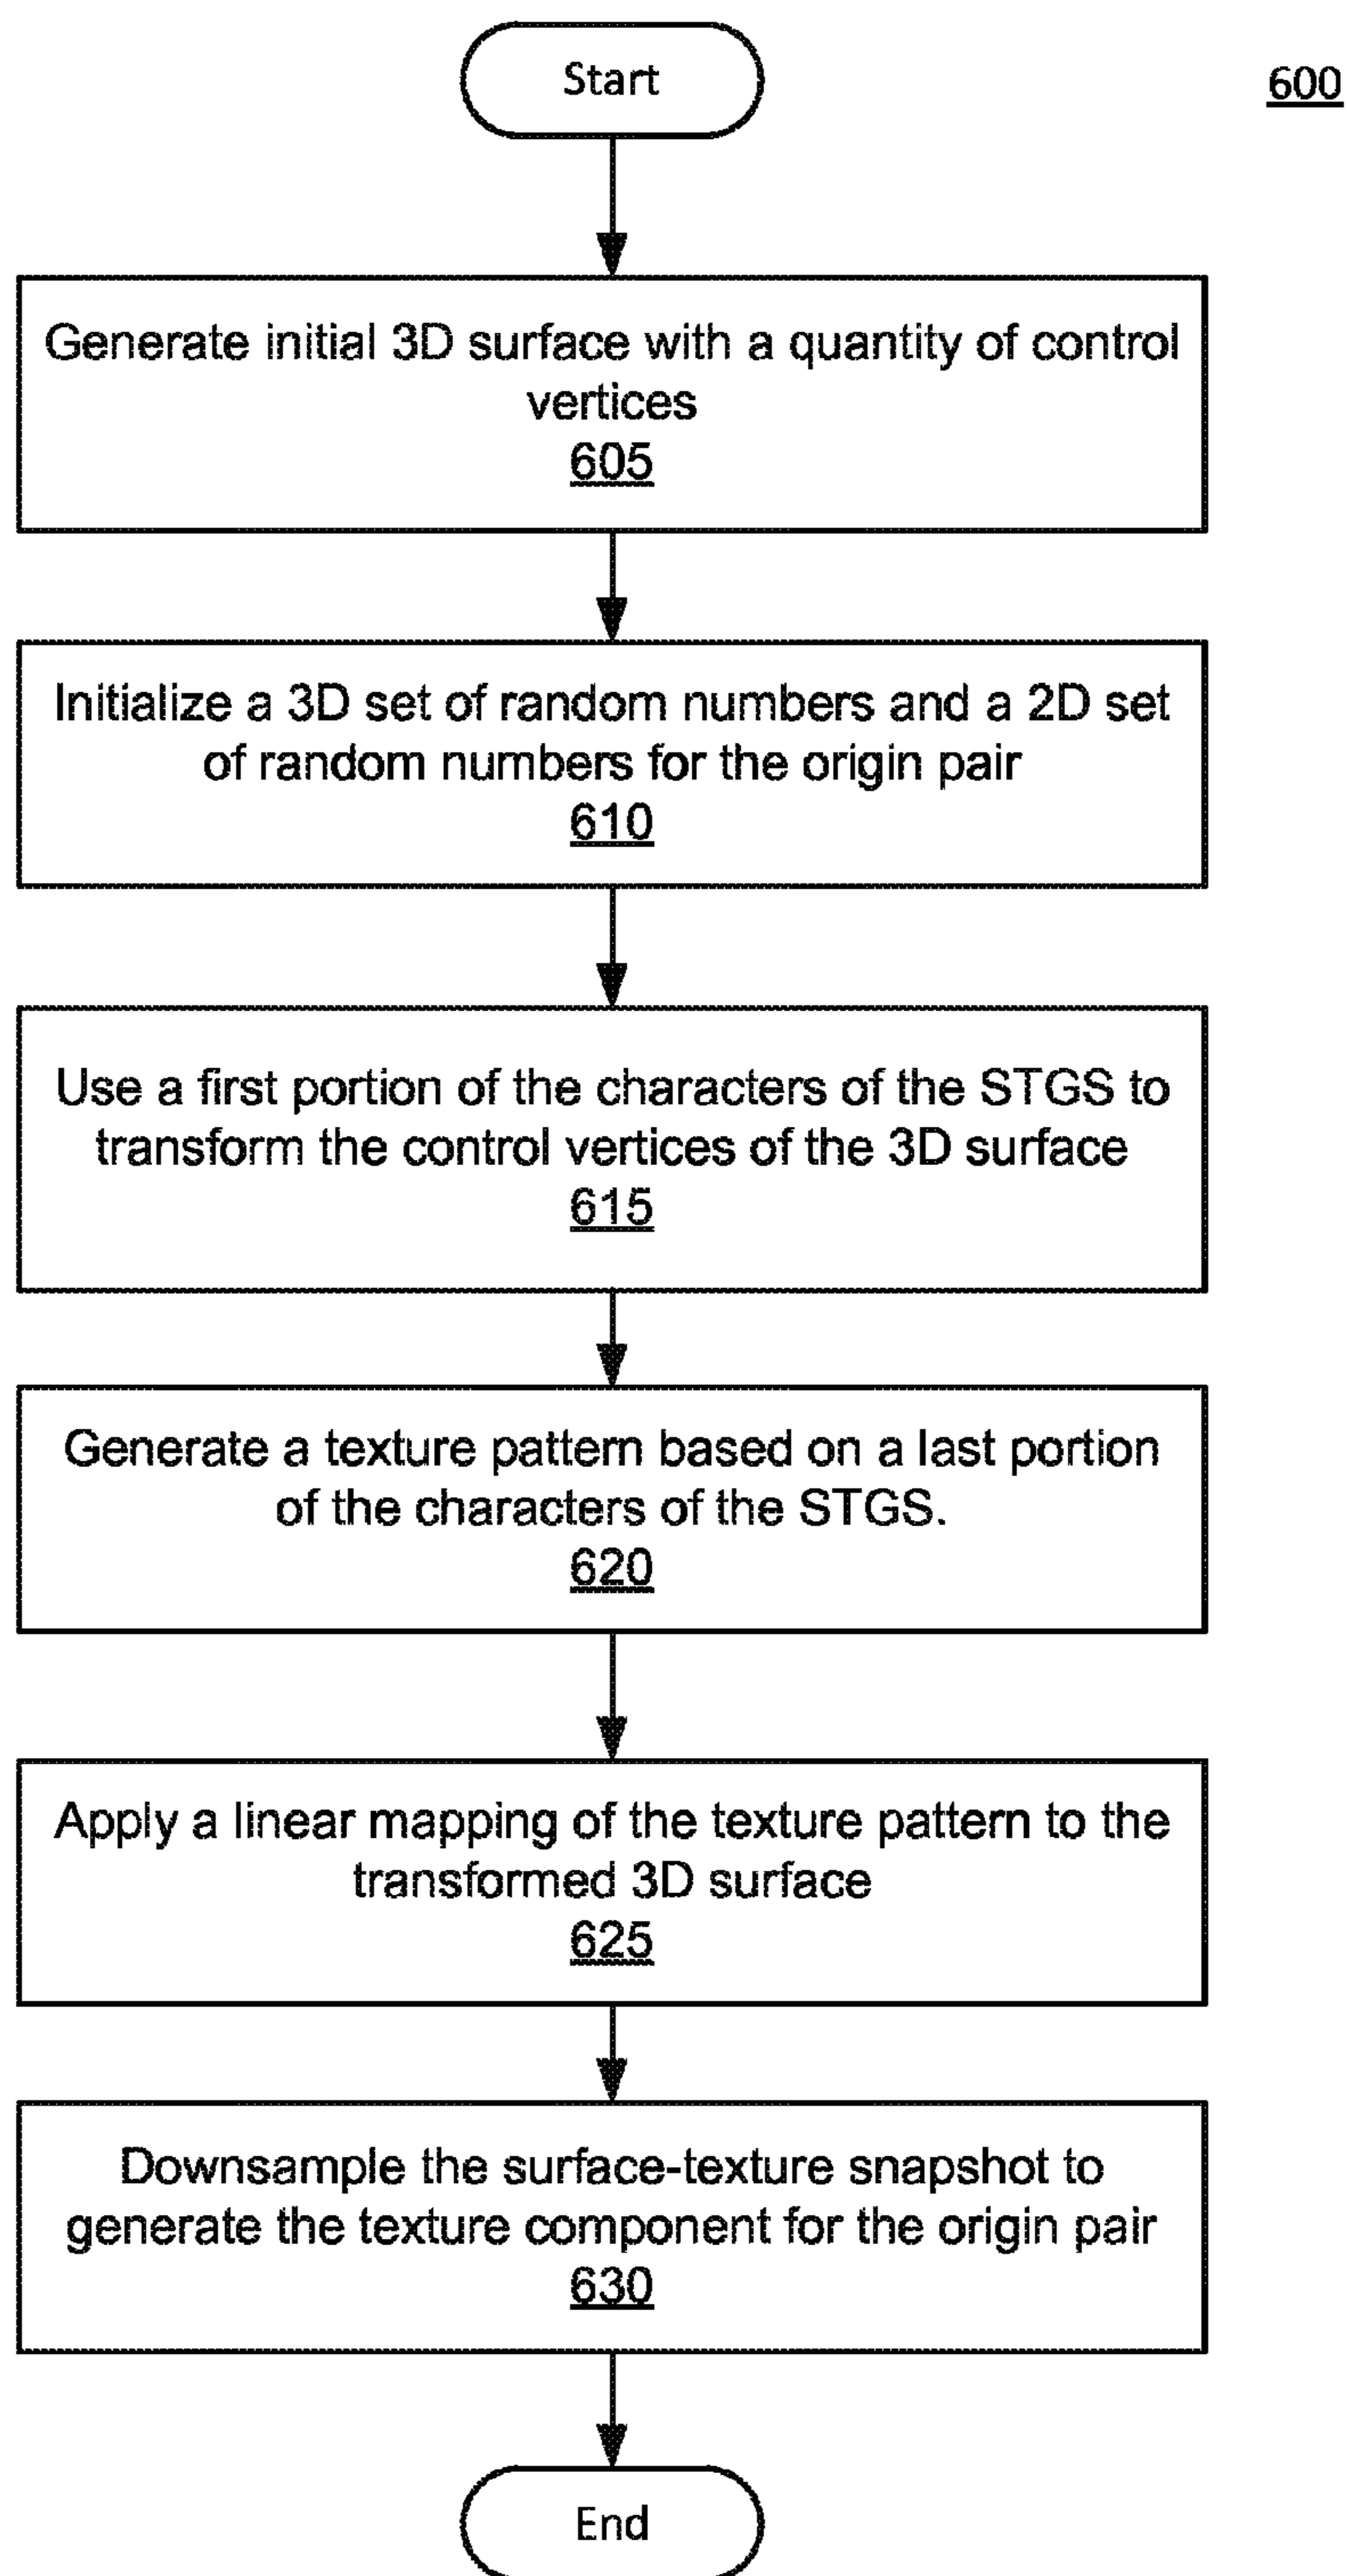 Start
600
Generate initial 3D surface with a quantity of control
vertices
605
Initialize a 3D set of random numbers and a 2D set
of random numbers for the origin pair
610
Use a first portion of the characters of the STGS to
transform the control vertices of the 3D surface
615
Generate a texture pattern based on a last portion
of the characters of the STGS.
620
Apply a linear mapping of the texture pattern to the
transformed 3D surface
625
Downsample the surface-texture snapshot to
generate the texture component for the origin pair
630
End